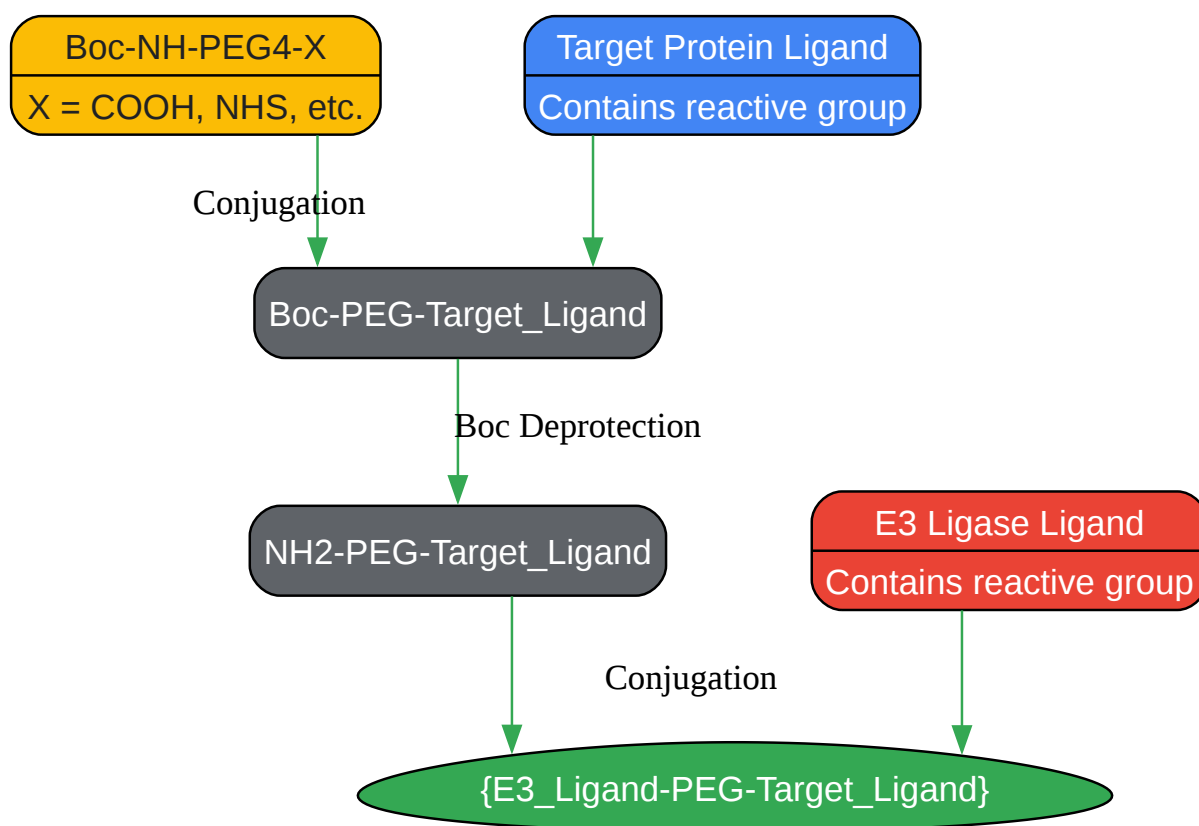 Boc-NH-PEG4-X
X = COOH, NHS, etc.
Target Protein Ligand
Contains reactive group
Conjugation
Boc-PEG-Target_Ligand
Boc Deprotection
NH2-PEG-Target_Ligand
E3 Ligase Ligand
Contains reactive group
Conjugation
{E3_Ligand-PEG-Target_Ligand}